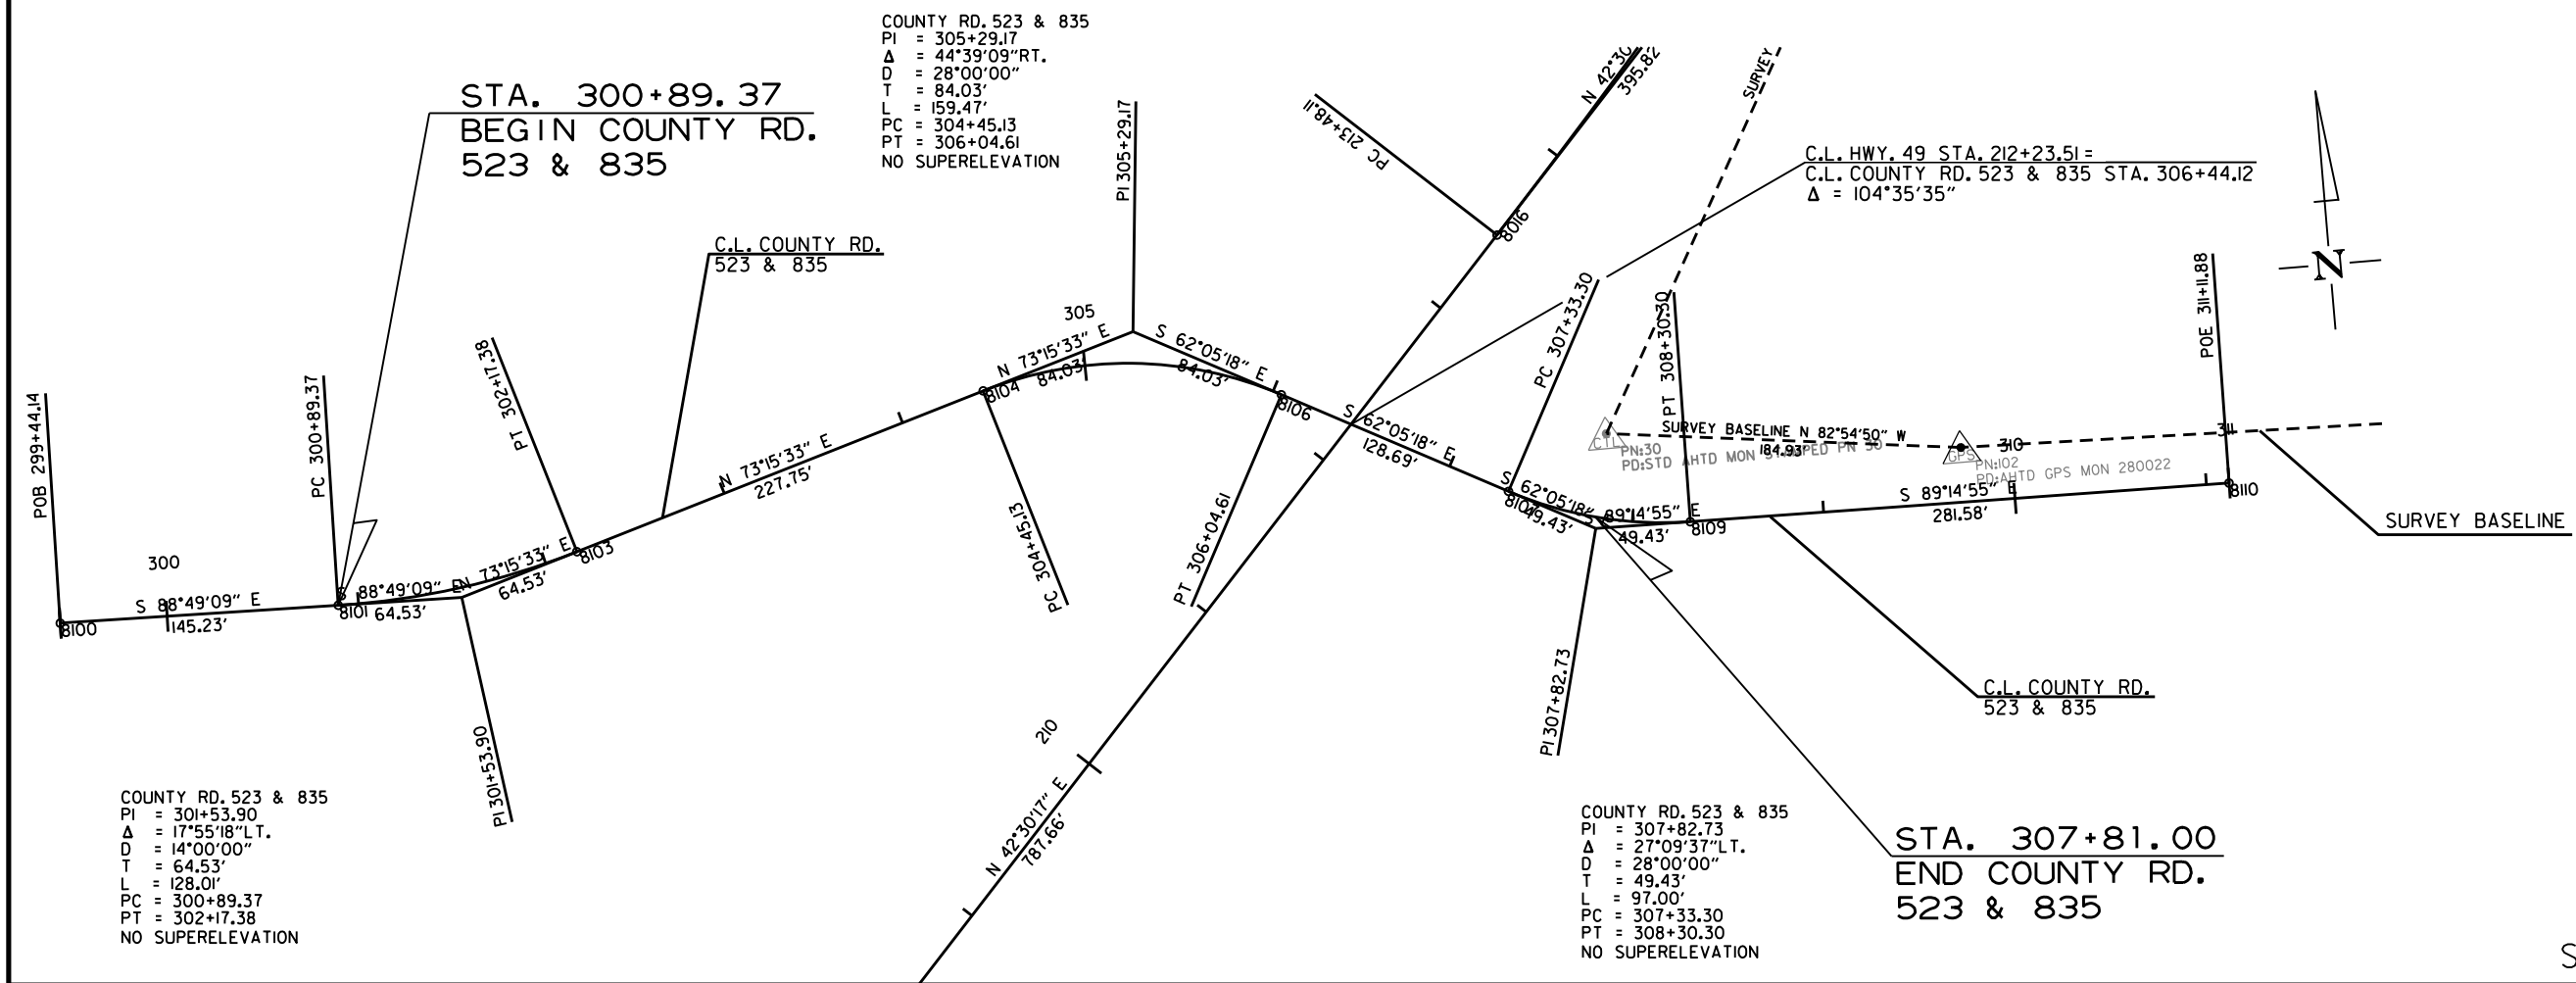 COUNTY RD. 523 & 835
PI = 305+29.17
Δ = 44°39'09"RT.
D = 28°00'00"
T = 84.03'
L = 159.47'
PC = 304+45.13
PT = 306+04.61
NO SUPERELEVATION
STA. 300+89.37
BEGIN COUNTY RD.
523 & 835
C.L. COUNTY RD.
523 & 835
PI 305+29.17
PC 213+48.11
N 42°30'
395.82
SURVEY
C.L. HWY. 49 STA. 212+23.51 =
C.L. COUNTY RD. 523 & 835 STA. 306+44.12
Δ = 104°35'35"
N
8016
POB 299+44.14
PC 300+89.37
PT 302+17.38
305
N 73°15'33" E
84.03'
S 62°05'18" E
84.03'
8104
8106
PC 307+33.30
PT 308+30.30
POE 311+11.88
300
S 88°49'09" E
145.23'
8100
S 88°49'09" E
64.53'
8101
N 73°15'33" E
64.53'
8103
N 73°15'33" E
227.75'
PC 304+45.13
PT 306+04.61
S 62°05'18" E
128.69'
S 62°05'18"
49.43'
8107
S 89°14'55" E
49.43'
8109
CTL
PN:30
PD:STD AHTD MON STAMPED PN 30
SURVEY BASELINE N 82°54'50" W
184.93'
GPS
PN:102
PD:AHTD GPS MON 280022
310
311
S 89°14'55" E
281.58'
8110
SURVEY BASELINE
C.L. COUNTY RD.
523 & 835
PI 301+53.90
PI 307+82.73
210
N 42°30'17" E
787.66'
COUNTY RD. 523 & 835
PI = 301+53.90
Δ = 17°55'18"LT.
D = 14°00'00"
T = 64.53'
L = 128.01'
PC = 300+89.37
PT = 302+17.38
NO SUPERELEVATION
COUNTY RD. 523 & 835
PI = 307+82.73
Δ = 27°09'37"LT.
D = 28°00'00"
T = 49.43'
L = 97.00'
PC = 307+33.30
PT = 308+30.30
NO SUPERELEVATION
STA. 307+81.00
END COUNTY RD.
523 & 835
S